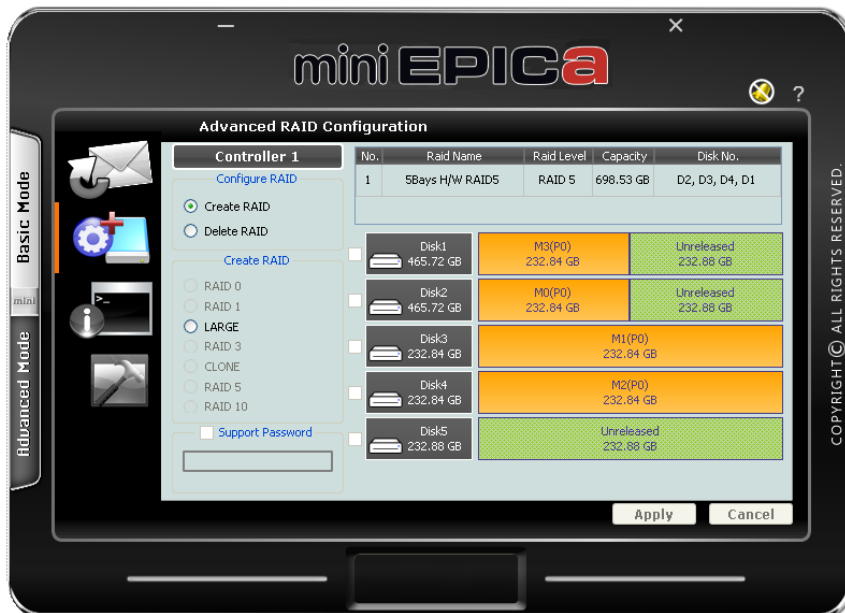 mini EPICa
?
Advanced RAID Configuration
Basic Mode
mini
Advanced Mode
Controller 1
Configure RAID
Create RAID
Delete RAID
Create RAID
RAID 0
RAID 1
LARGE
RAID 3
CLONE
RAID 5
RAID 10
Support Password
No. Raid Name Raid Level Capacity Disk No.
1 5Bays H/W RAID5 RAID 5 698.53 GB D2, D3, D4, D1
Disk1 M3(P0) Unreleased
465.72 GB 232.84 GB 232.88 GB
Disk2 M0(P0) Unreleased
465.72 GB 232.84 GB 232.88 GB
Disk3 M1(P0)
232.84 GB 232.84 GB
Disk4 M2(P0)
232.84 GB 232.84 GB
Disk5 Unreleased
232.88 GB 232.88 GB
Apply Cancel
COPYRIGHT© ALL RIGHTS RESERVED.